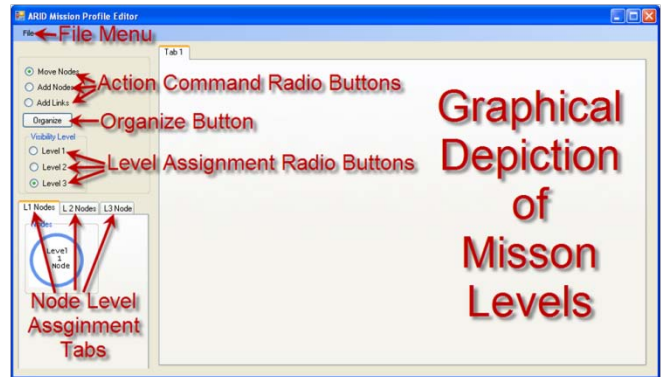 ARID Mission Profile Editor
File
File Menu
Tab 1
Move Nodes
Add Nodes
Add Links
Action Command Radio Buttons
Organize
Organize Button
Visibility Level
Level 1
Level 2
Level 3
Level Assignment Radio Buttons
L1 Nodes
L 2 Nodes
L3 Node
Nodes
Level
1
Node
Node Level
Assginment
Tabs
Graphical
Depiction
of
Misson
Levels